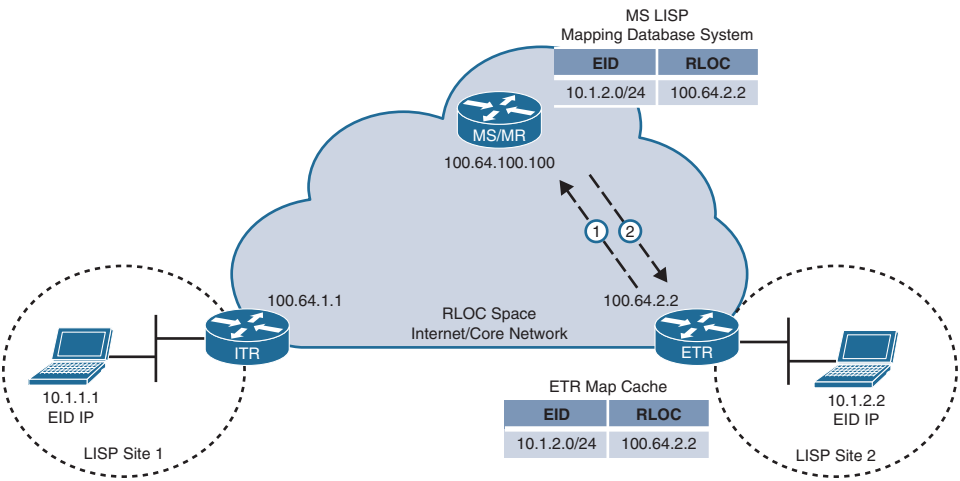 MS LISP
Mapping Database System
EID RLOC
10.1.2.0/24 100.64.2.2
MS/MR
100.64.100.100
1 2
100.64.1.1
100.64.2.2
RLOC Space
Internet/Core Network
ITR
ETR
10.1.1.1
EID IP
LISP Site 1
ETR Map Cache
EID RLOC
10.1.2.0/24 100.64.2.2
10.1.2.2
EID IP
LISP Site 2